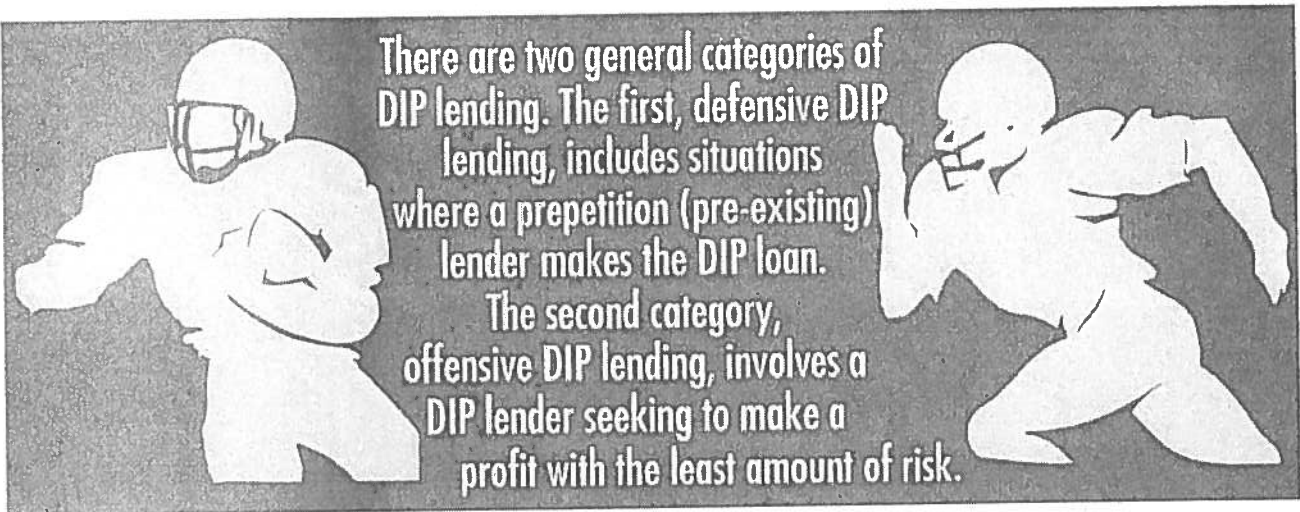 There are two general categories of
DIP lending. The first, defensive DIP
lending, includes situations
where a prepetition (pre-existing)
lender makes the DIP loan.
The second category,
offensive DIP lending, involves a
DIP lender seeking to make a
profit with the least amount of risk.